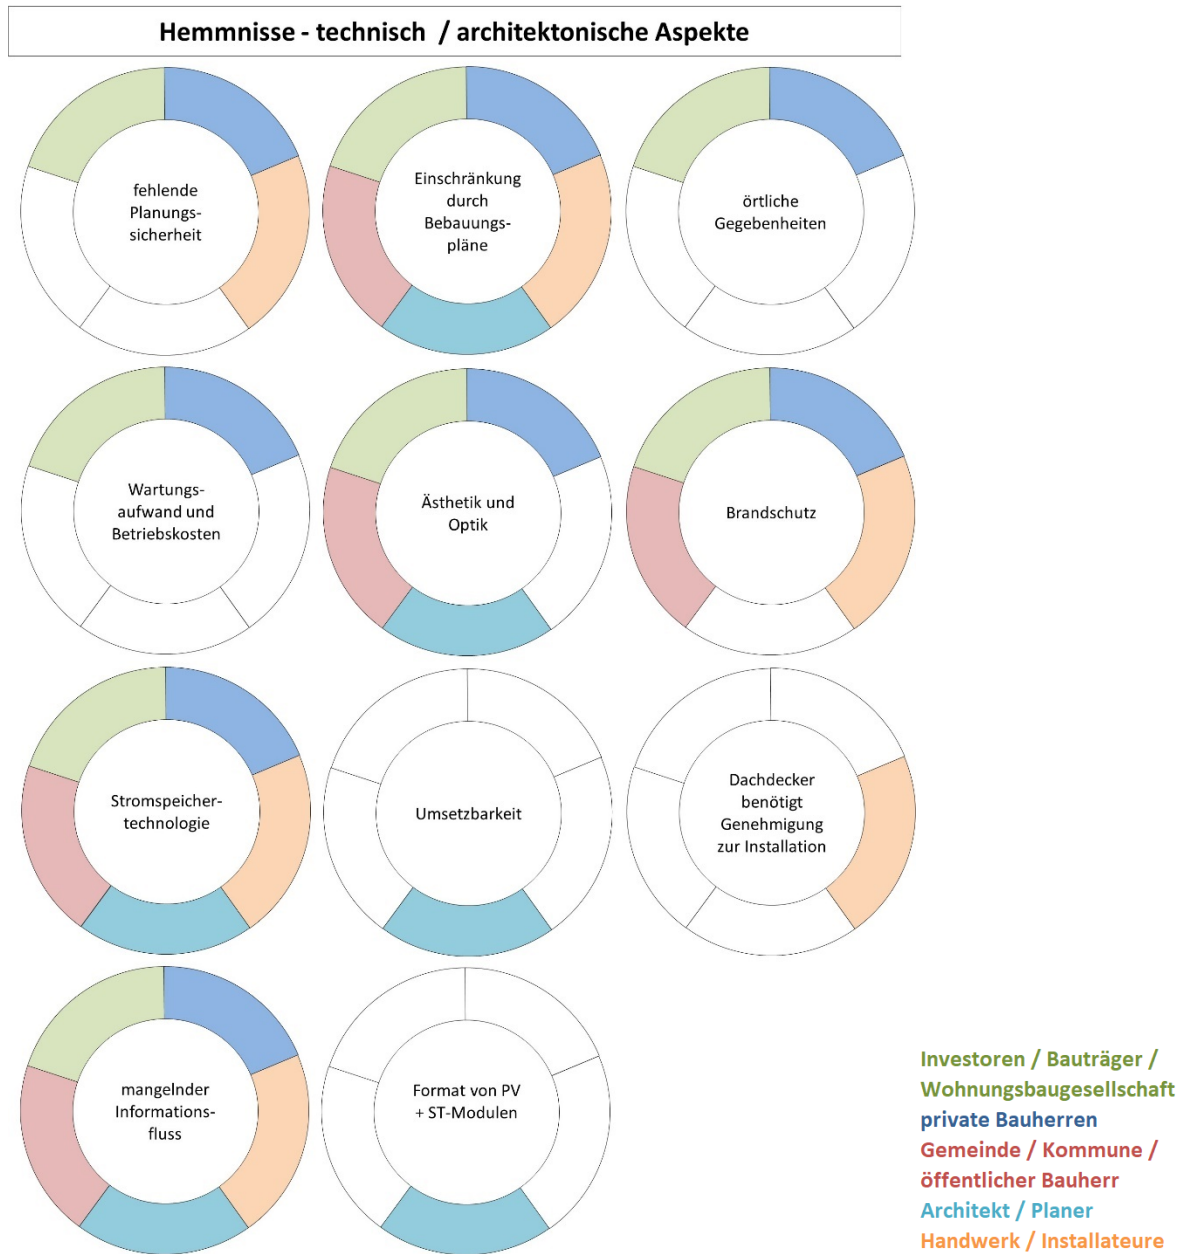 Hemmnisse - technisch / architektonische Aspekte
fehlende
Planungs-
sicherheit
Einschränkung
durch
Bebauungs-
pläne
örtliche
Gegebenheiten
Wartungs-
aufwand und
Betriebskosten
Ästhetik und
Optik
Brandschutz
Stromspeicher-
technologie
Umsetzbarkeit
Dachdecker
benötigt
Genehmigung
zur Installation
mangelnder
Informations-
fluss
Format von PV
+ ST-Modulen
Investoren / Bauträger /
Wohnungsbaugesellschaft
private Bauherren
Gemeinde / Kommune /
öffentlicher Bauherr
Architekt / Planer
Handwerk / Installateure